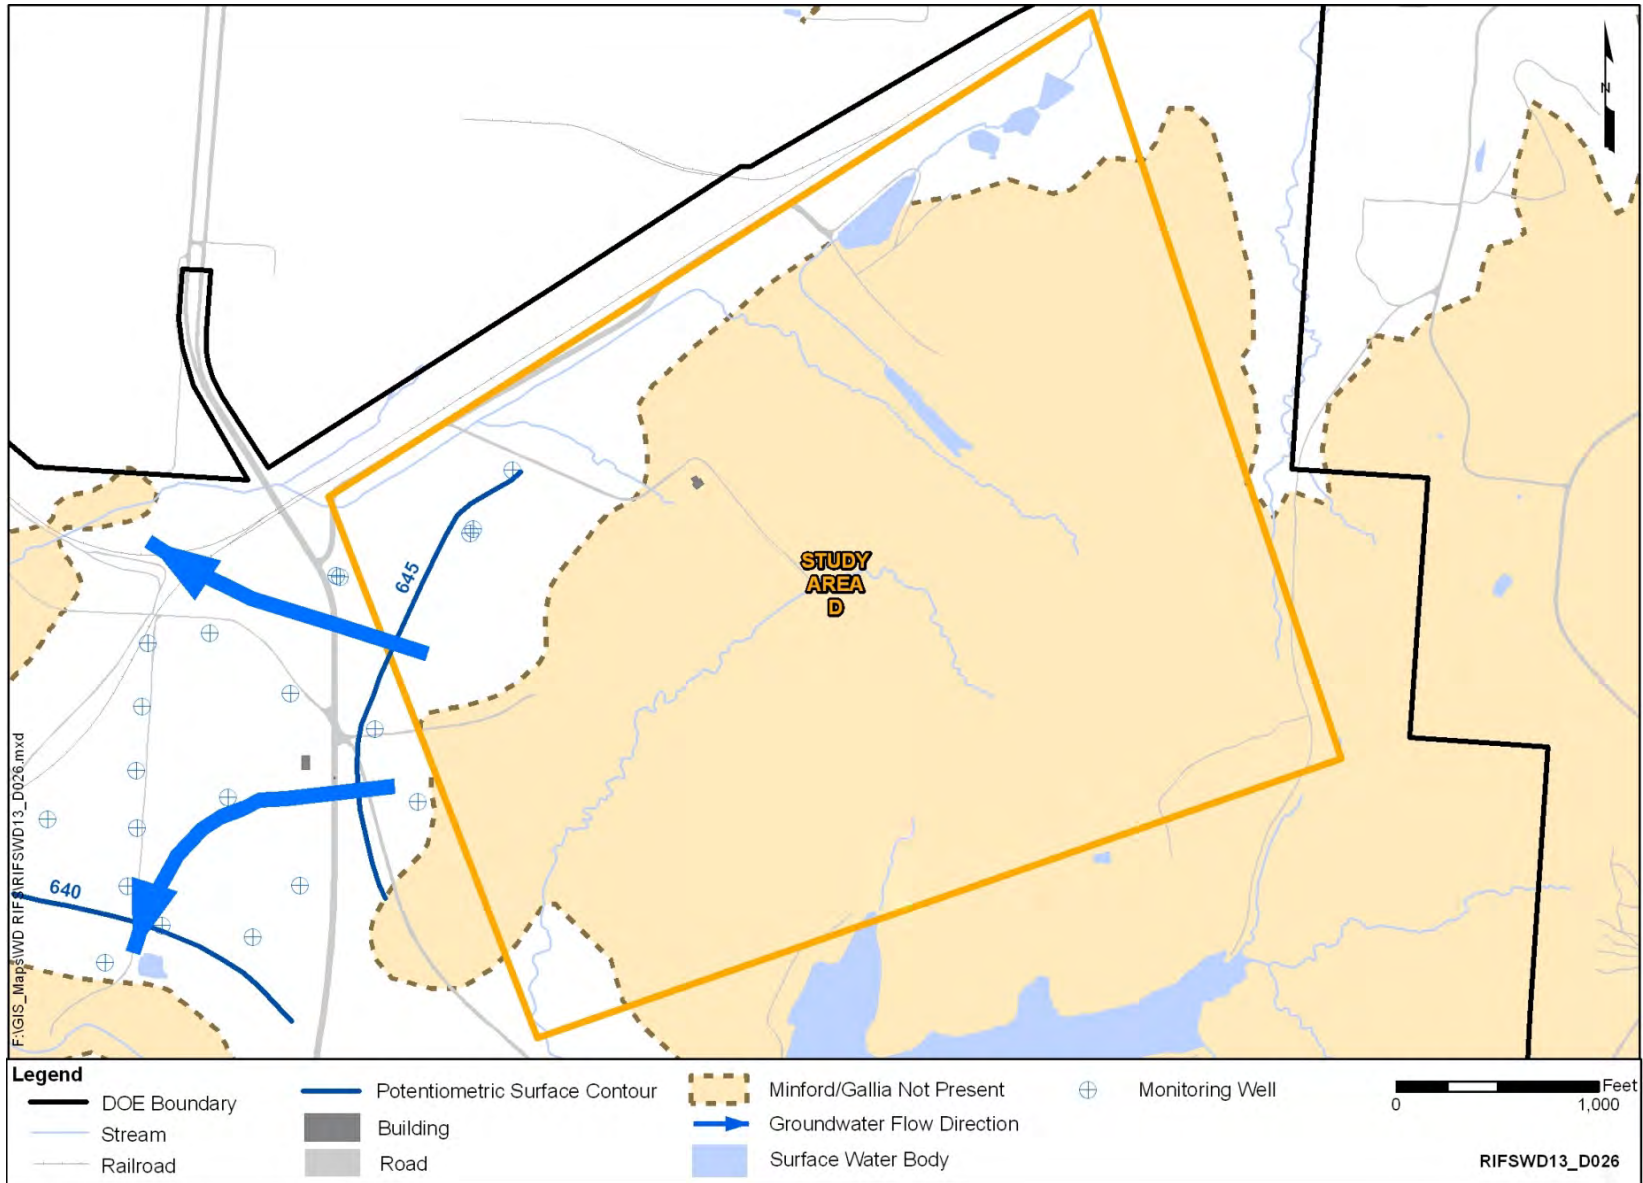 N
645
STUDY
AREA
D
640
F:\GIS_Maps\WD RIFS\RIFSWD13_D026.mxd
Legend
DOE Boundary
Stream
Railroad
Potentiometric Surface Contour
Building
Road
Minford/Gallia Not Present
Groundwater Flow Direction
Surface Water Body
Monitoring Well
Feet
0 1,000
RIFSWD13_D026